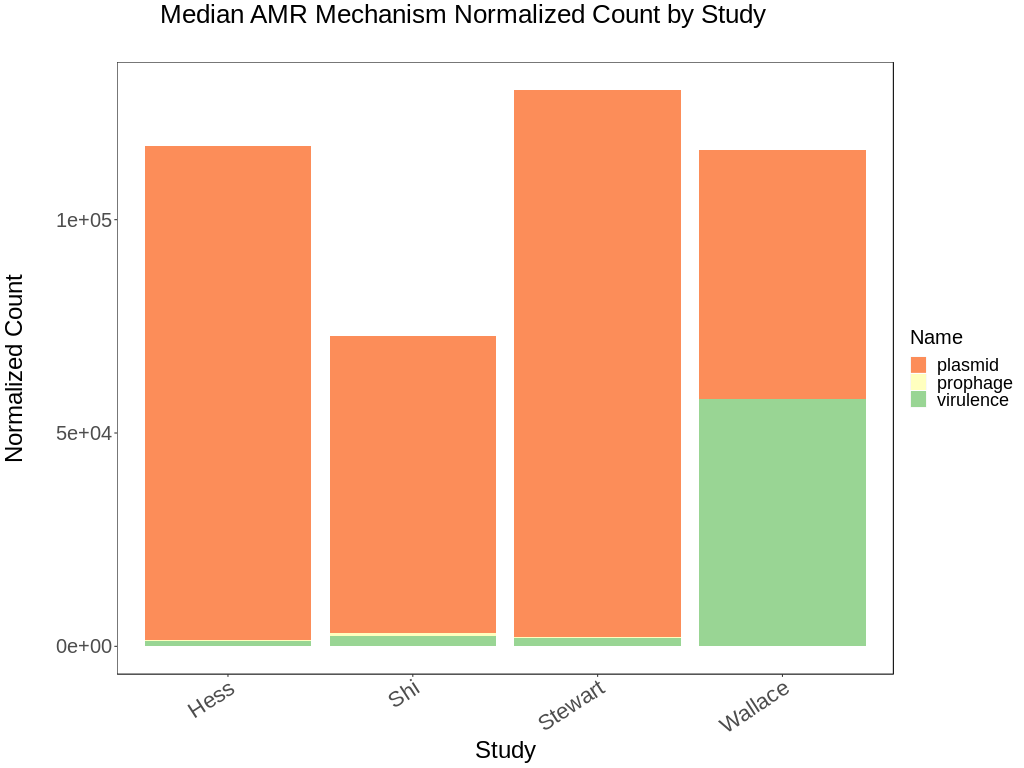 Median AMR Mechanism Normalized Count by Study
1e+05
5e+04
0e+00
Normalized Count
Hess
Shi
Stewart
Wallace
Study
Name
plasmid
prophage
virulence